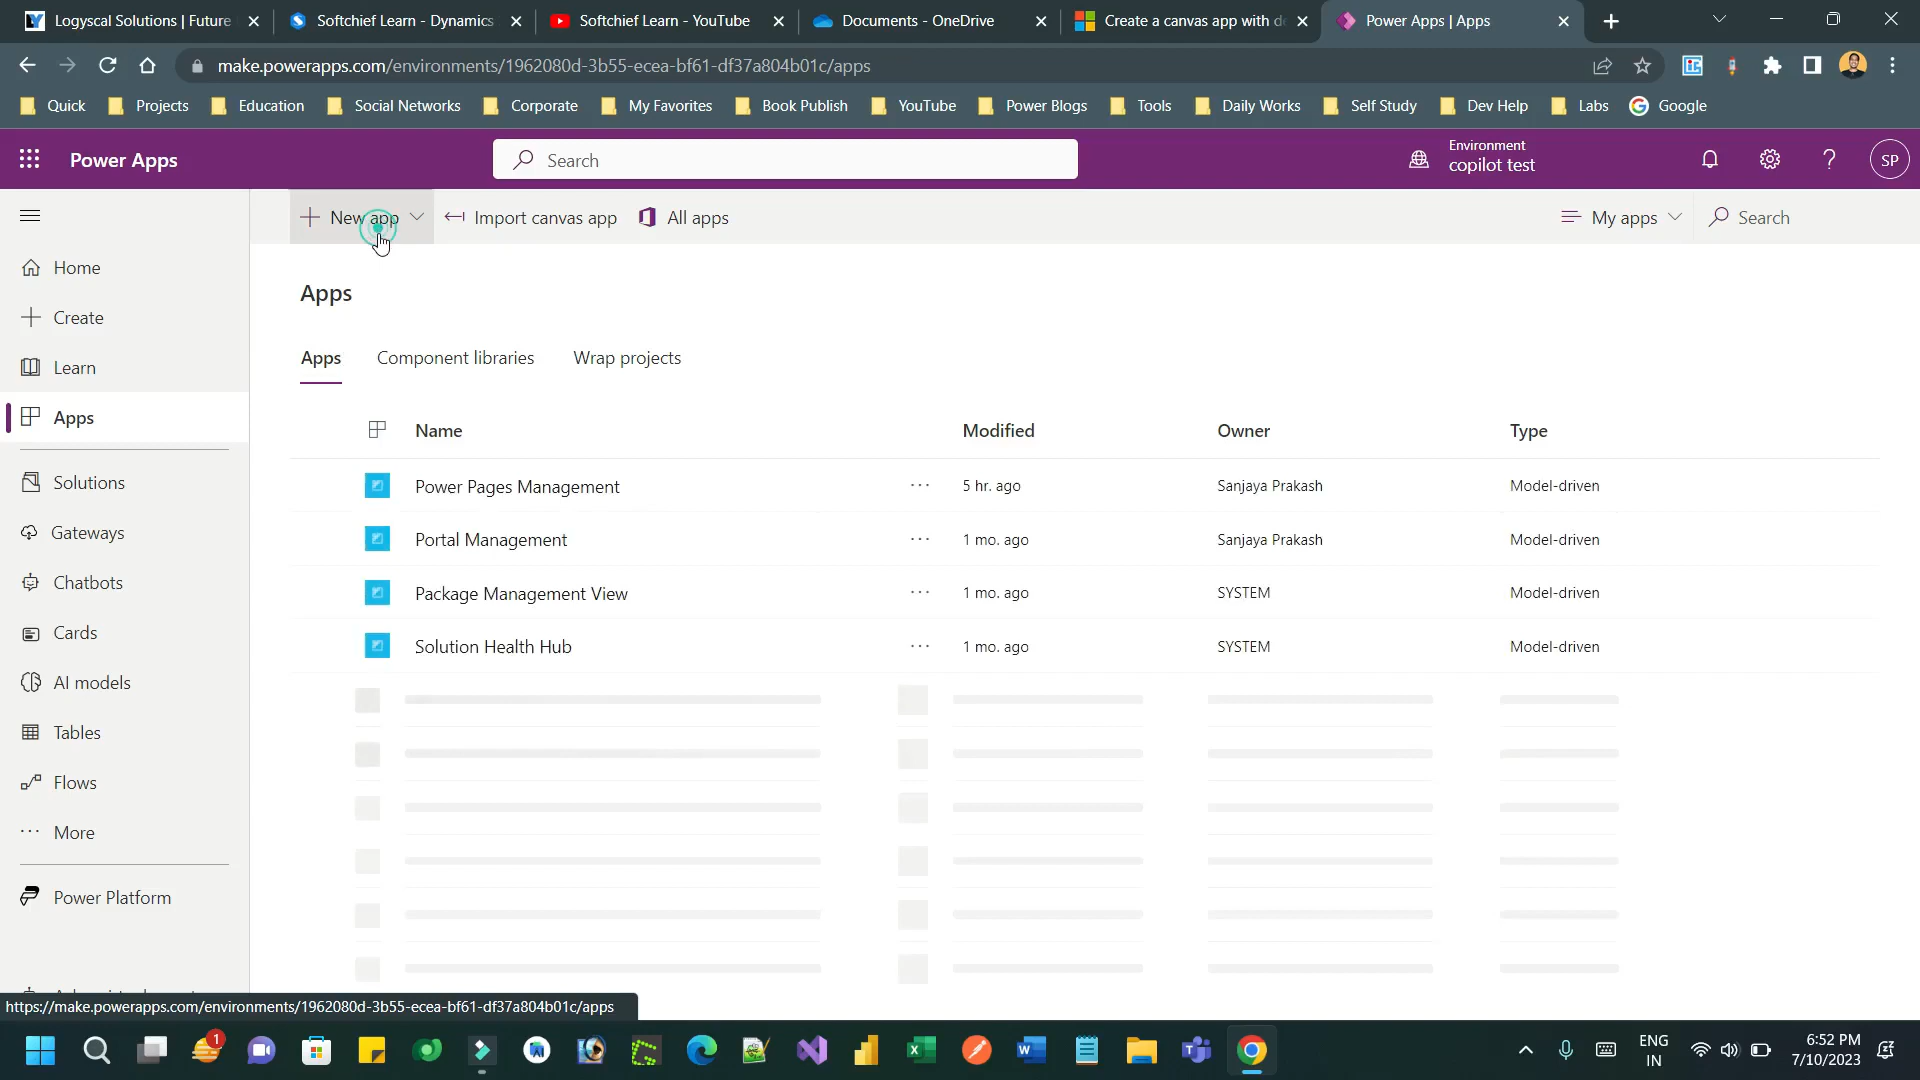 Logyscal Solutions | Future
Softchief Learn - Dynamics
Softchief Learn - YouTube
Documents - OneDrive
Create a canvas app with d
Power Apps | Apps
make.powerapps.com/environments/1962080d-3b55-ecea-bf61-df37a804b01c/apps
Quick
Projects
Education
Social Networks
Corporate
My Favorites
Book Publish
YouTube
Power Blogs
Tools
Daily Works
Self Study
Dev Help
Labs
Google
Power Apps
Search
Environment
copilot test
SP
New app
Import canvas app
All apps
My apps
Search
Home
Create
Learn
Apps
Solutions
Gateways
Chatbots
Cards
AI models
Tables
Flows
More
Power Platform
Apps
Apps
Component libraries
Wrap projects
Name
Modified
Owner
Type
Power Pages Management
5 hr. ago
Sanjaya Prakash
Model-driven
Portal Management
1 mo. ago
Sanjaya Prakash
Model-driven
Package Management View
1 mo. ago
SYSTEM
Model-driven
Solution Health Hub
1 mo. ago
SYSTEM
Model-driven
https://make.powerapps.com/environments/1962080d-3b55-ecea-bf61-df37a804b01c/apps
1
ENG
IN
6:52 PM
7/10/2023